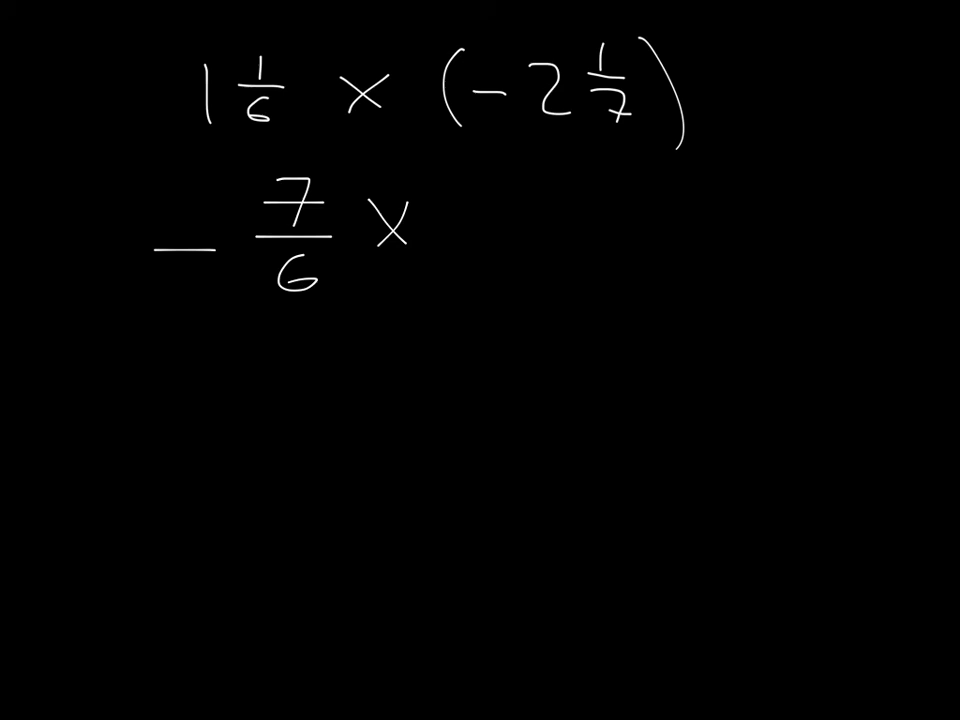 1 1/6 × (-2 1/7)
- 7/6 ×